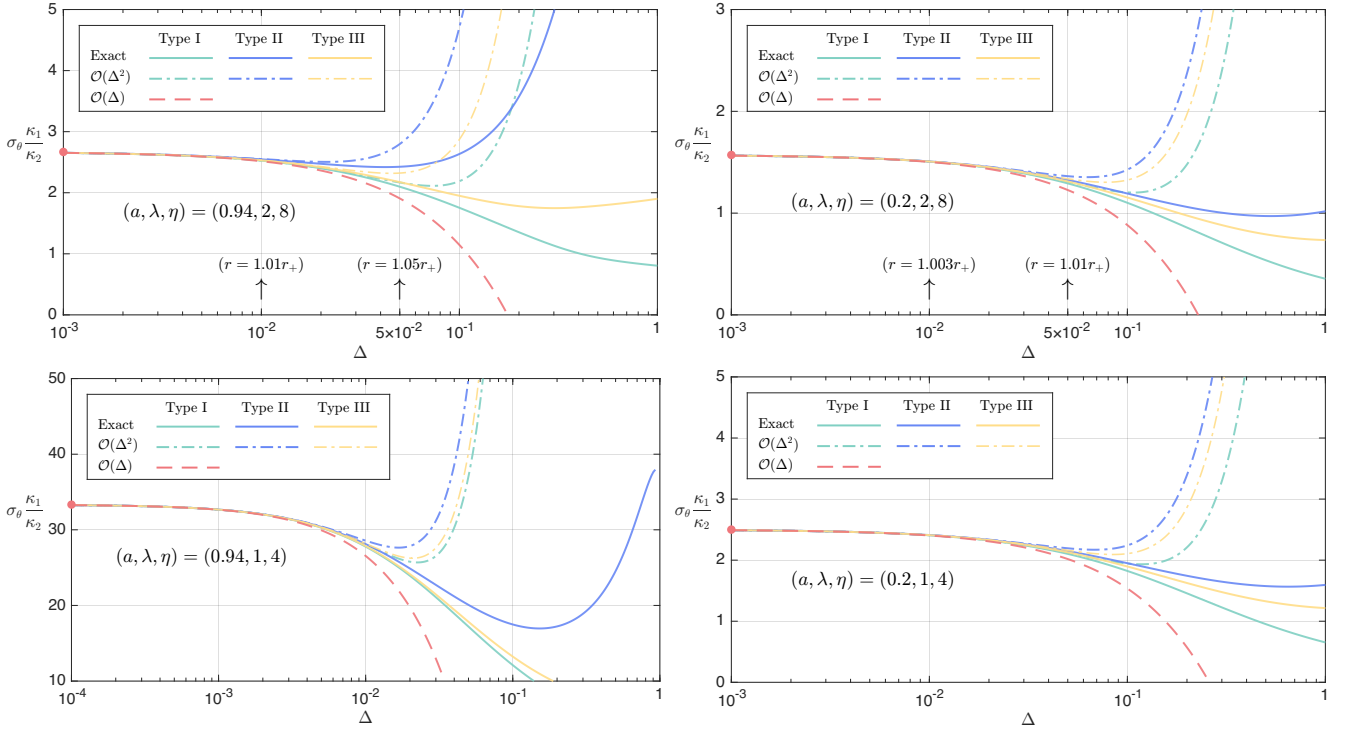 5
4
3
2
1
0
Type I Type II Type III
Exact
𝒪(Δ²)
𝒪(Δ)
σ_θ κ₁/κ₂
(a, λ, η) = (0.94, 2, 8)
(r = 1.01r₊) (r = 1.05r₊)
10⁻³ 10⁻² 5×10⁻² 10⁻¹ 1
Δ
3
2
1
0
Type I Type II Type III
Exact
𝒪(Δ²)
𝒪(Δ)
σ_θ κ₁/κ₂
(a, λ, η) = (0.2, 2, 8)
(r = 1.003r₊) (r = 1.01r₊)
10⁻³ 10⁻² 5×10⁻² 10⁻¹ 1
Δ
50
40
30
20
10
Type I Type II Type III
Exact
𝒪(Δ²)
𝒪(Δ)
σ_θ κ₁/κ₂
(a, λ, η) = (0.94, 1, 4)
10⁻⁴ 10⁻³ 10⁻² 10⁻¹ 1
Δ
5
4
3
2
1
0
Type I Type II Type III
Exact
𝒪(Δ²)
𝒪(Δ)
σ_θ κ₁/κ₂
(a, λ, η) = (0.2, 1, 4)
10⁻³ 10⁻² 10⁻¹ 1
Δ